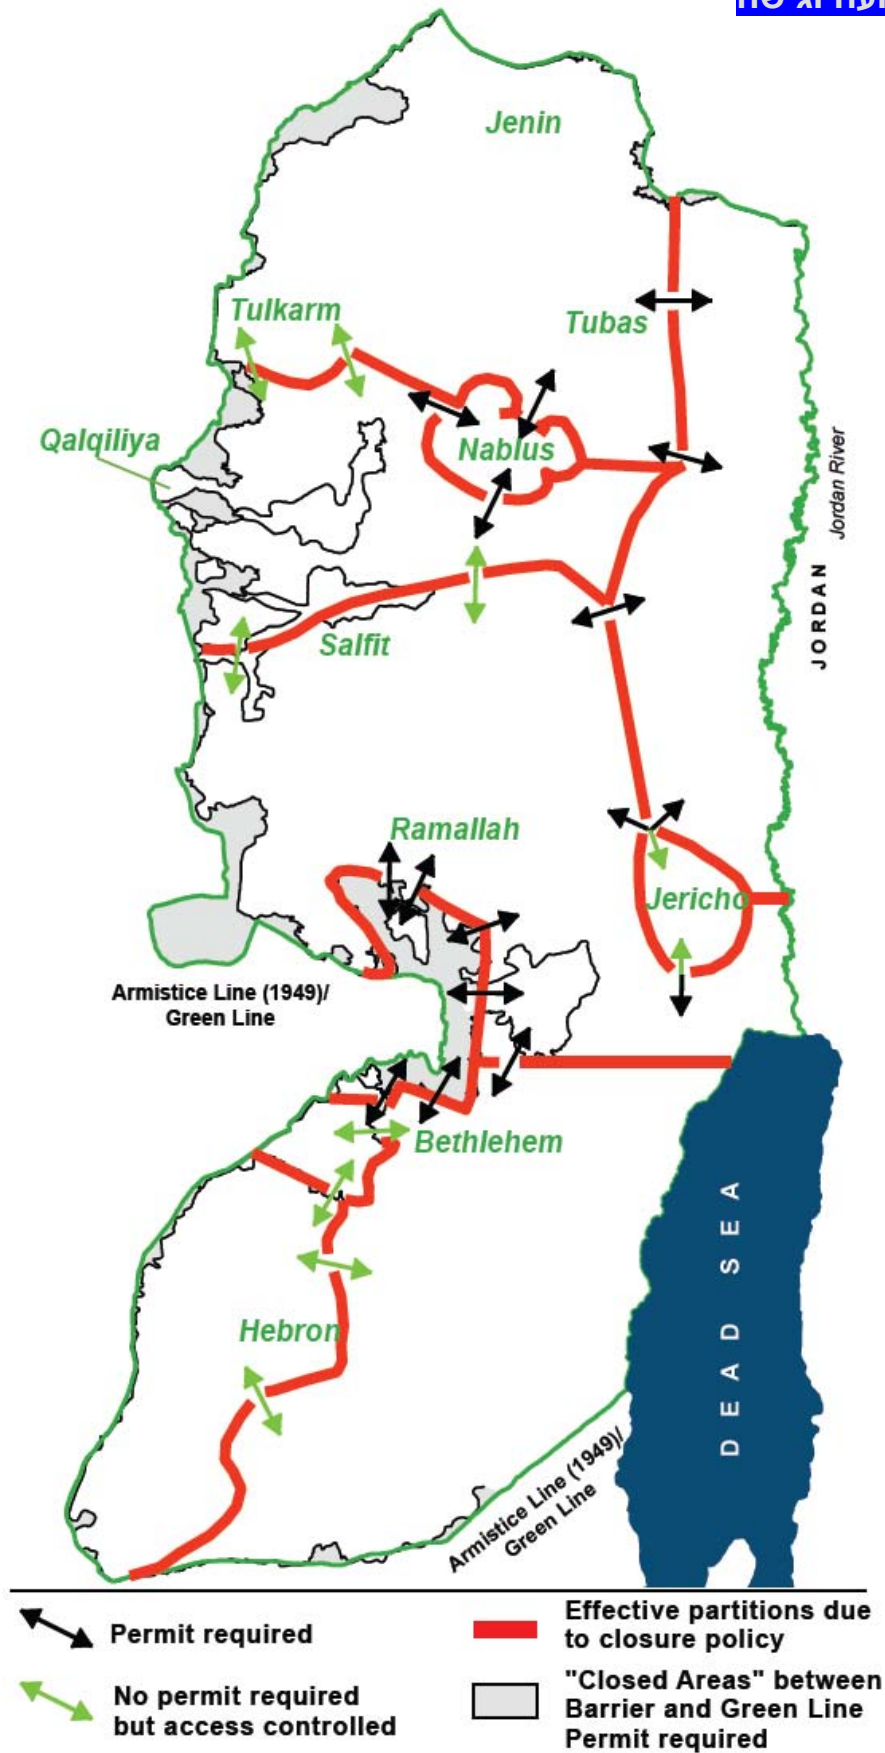 Jenin
Tulkarm
Tubas
Qalqiliya
Nablus
Jordan River
JORDAN
Salfit
Ramallah
Jericho
Armistice Line (1949)/
Green Line
Bethlehem
DEAD SEA
Hebron
Armistice Line (1949)/
Green Line
Permit required
Effective partitions due
to closure policy
No permit required
but access controlled
"Closed Areas" between
Barrier and Green Line
Permit required